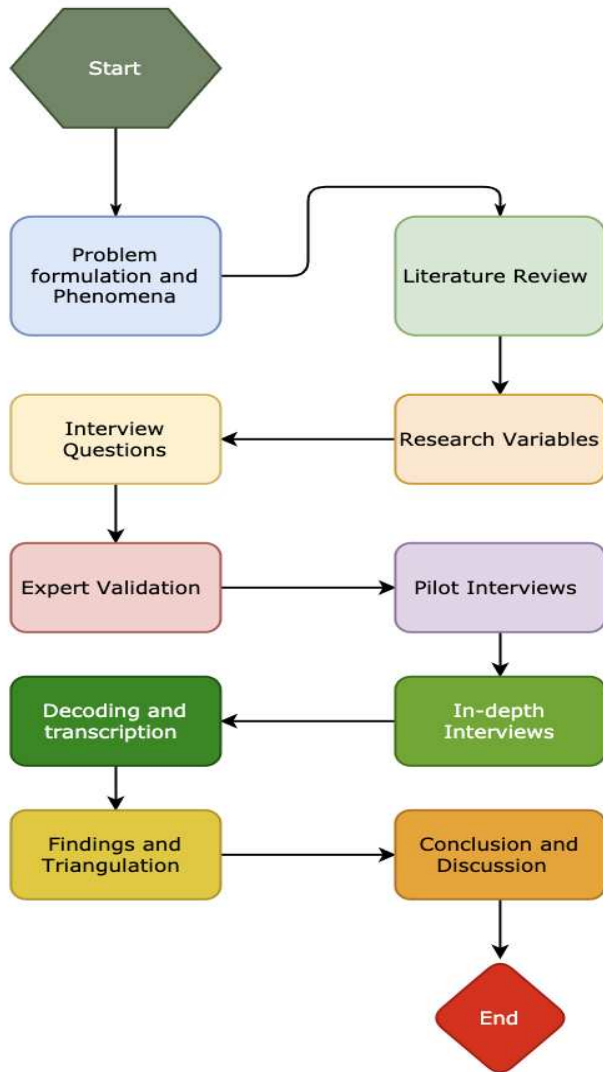 Start
Problem
formulation and
Phenomena
Literature Review
Research Variables
Interview
Questions
Expert Validation
Pilot Interviews
In-depth
Interviews
Decoding and
transcription
Findings and
Triangulation
Conclusion and
Discussion
End